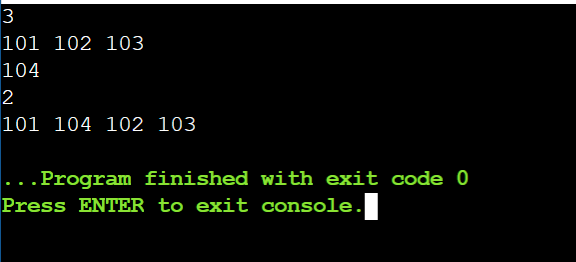 3
101 102 103
104
2
101 104 102 103
...Program finished with exit code 0
Press ENTER to exit console.